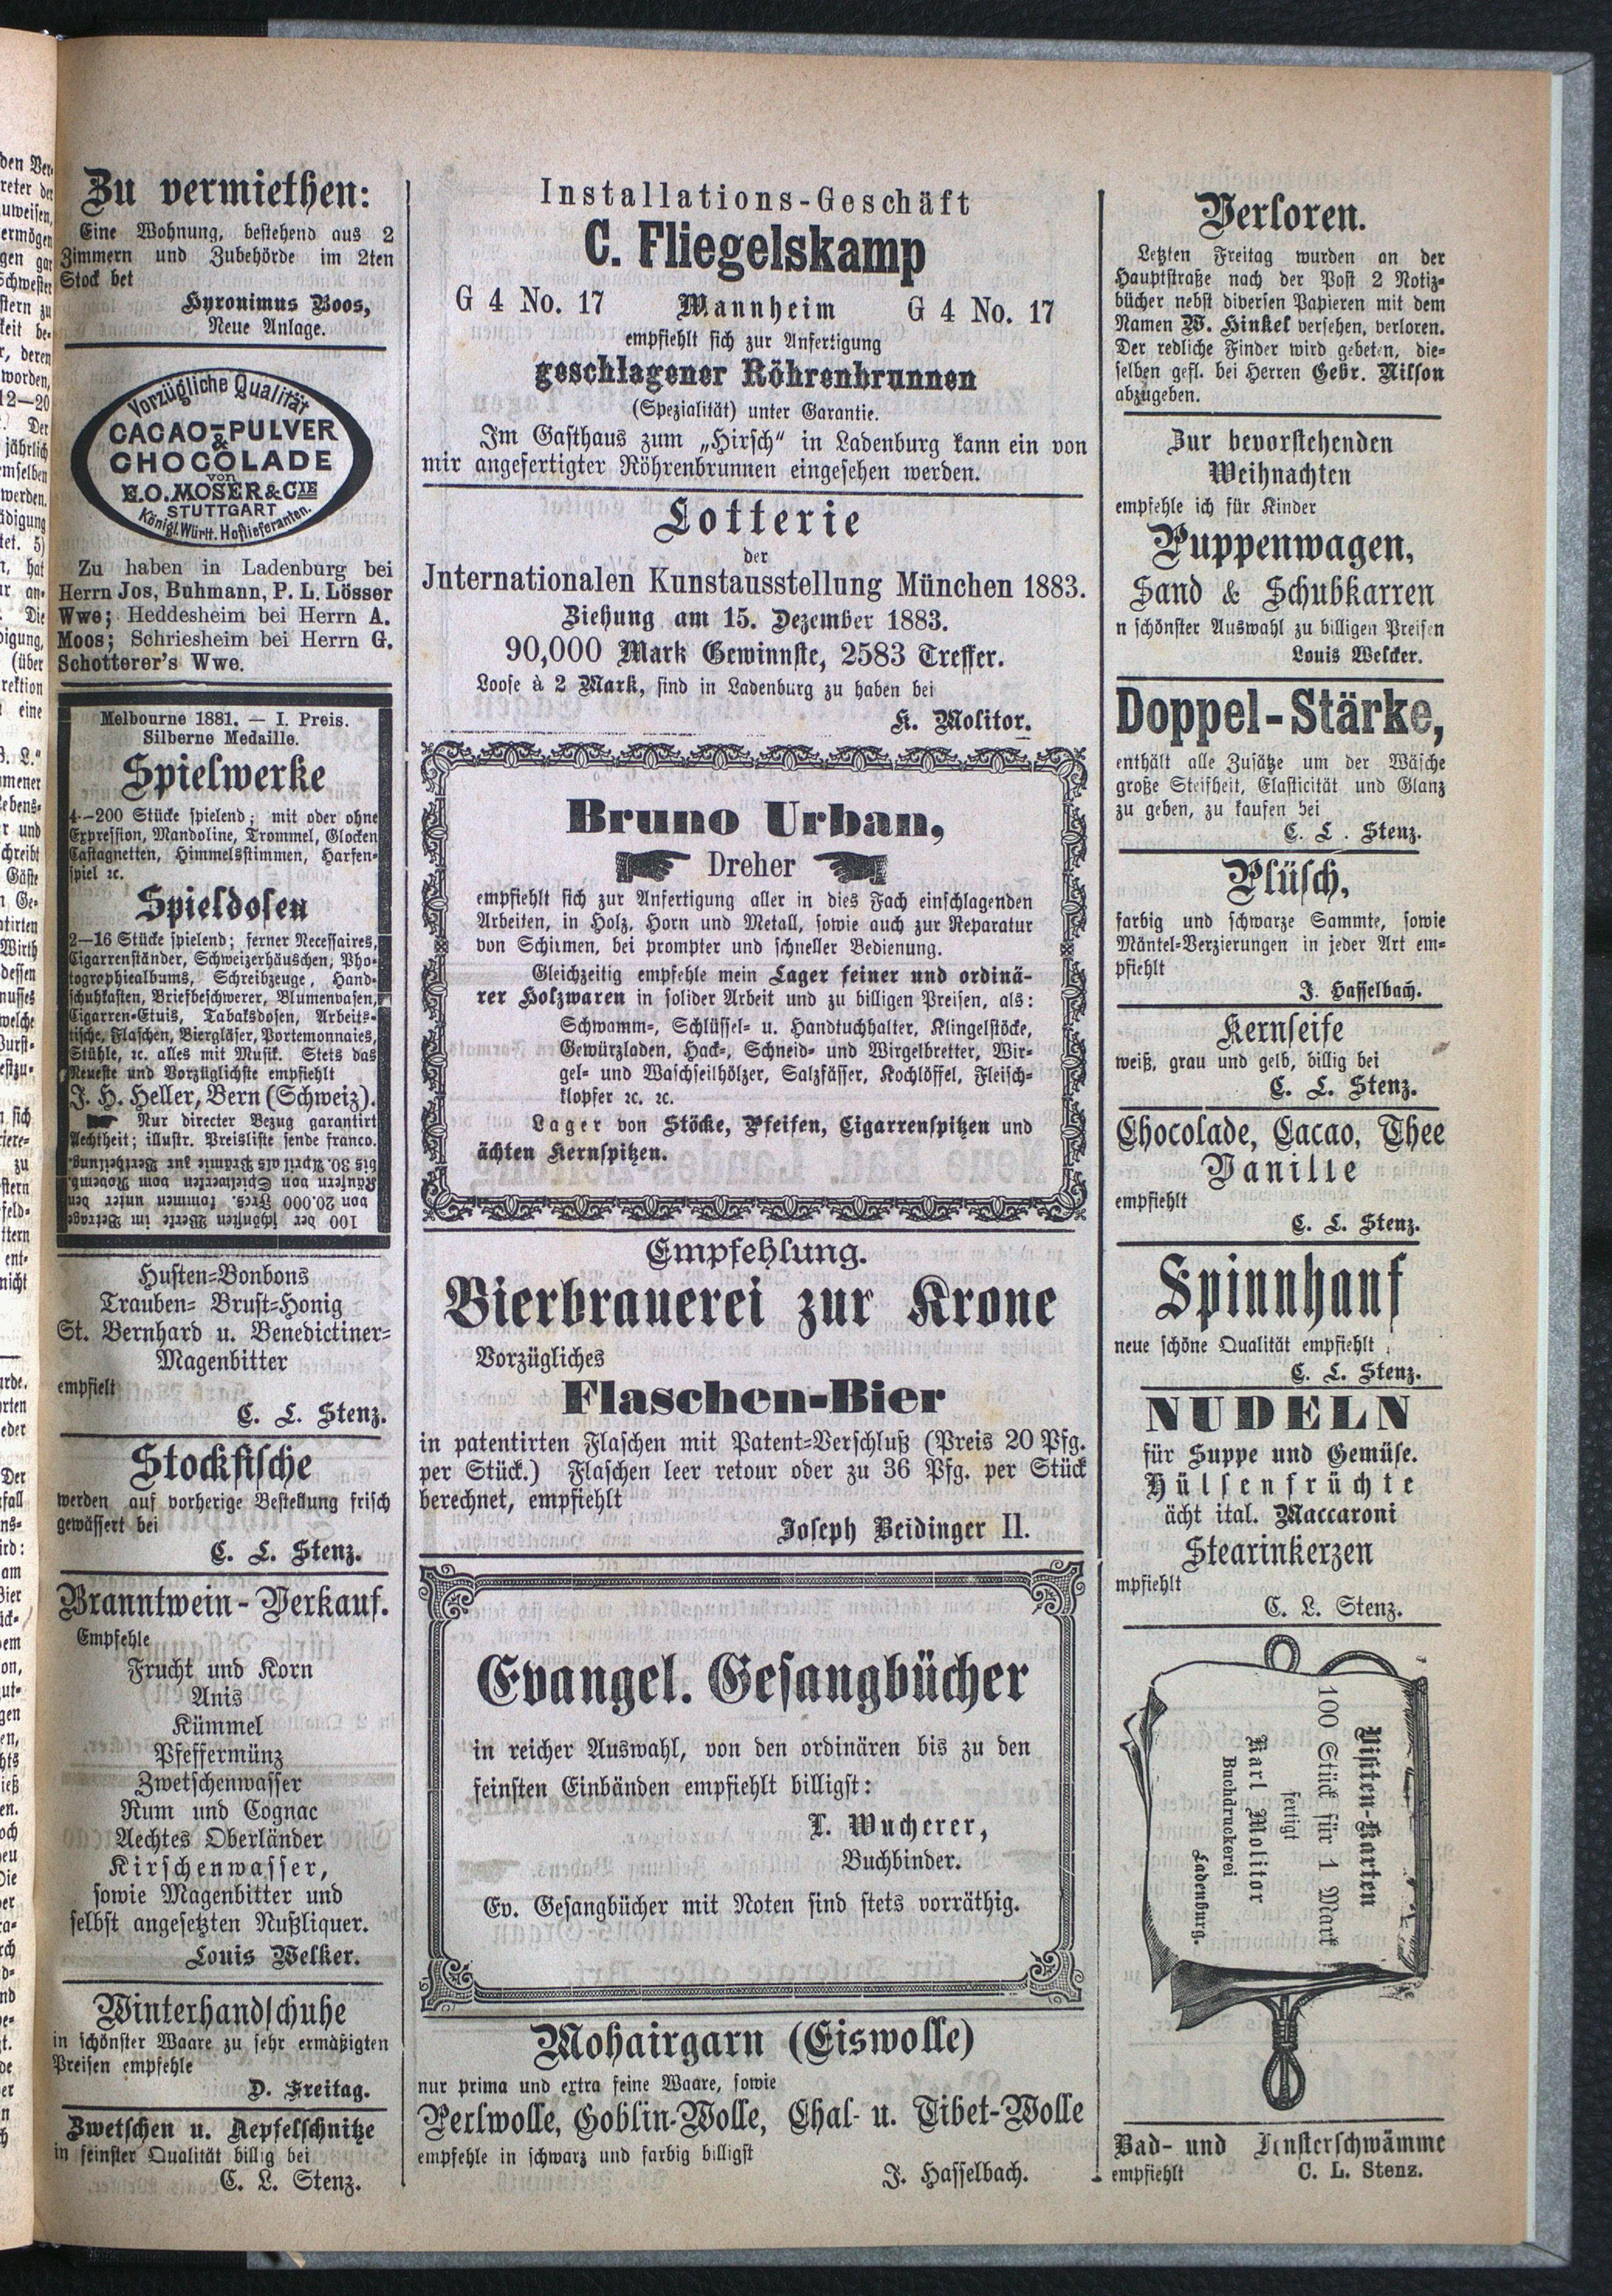 Zu vermiethen:
Eine Wohnung, bestehend aus 2
Zimmern und Zubehörde im 2ten
Stock bei
Hyronimus Boos,
Neue Anlage.
Vorzügliche Qualität
CACAO-PULVER
&
CHOCOLADE
von
E.O. MOSER & CIE
STUTTGART
Königl. Württ. Hoflieferanten.
Zu haben in Ladenburg bei
Herrn Jos, Buhmann, P. L. Lösser
Wwe; Heddesheim bei Herrn A.
Moos; Schriesheim bei Herrn G.
Schotterer's Wwe.
Melbourne 1881. — I. Preis.
Silberne Medaille.
Spielwerke
4—200 Stücke spielend; mit oder ohne
Expression, Mandoline, Trommel, Glocken
Castagnetten, Himmelsstimmen, Harfen-
spiel ꝛc.
Spieldosen
2—16 Stücke spielend; ferner Necessaires,
Cigarrenständer, Schweizerhäuschen, Pho-
togrophiealbums, Schreibzeuge, Hand-
schuhkasten, Briefbeschwerer, Blumenvasen,
Cigarren-Etuis, Tabaksdosen, Arbeits-
tische, Flaschen, Biergläser, Portemonnaies,
Stühle, ꝛc. alles mit Musik. Stets das
Neueste und Vorzüglichste empfiehlt
J. H. Heller, Bern (Schweiz).
Nur directer Bezug garantirt
Aechtheit; illustr. Preisliste sende franco.
100 der schönsten Werke im Betrage
von 20.000 Frcs. kommen unter den
Käufern von Spielwerken vom Novemb.
bis 30. April als Prämie zur Vertheilung.
Husten-Bonbons
Trauben- Brust-Honig
St. Bernhard u. Benedictiner-
Magenbitter
empfielt
C. L. Stenz.
Stockfische
werden auf vorherige Bestellung frisch
gewässert bei
C. L. Stenz.
Branntwein-Verkauf.
Empfehle
Frucht und Korn
Anis
Kümmel
Pfeffermünz
Zwetschenwasser
Rum und Cognac
Aechtes Oberländer
Kirschenwasser,
sowie Magenbitter und
selbst angesetzten Nußliquer.
Louis Welker.
Winterhandschuhe
in schönster Waare zu sehr ermäßigten
Preisen empfehle
D. Freitag.
Zwetschen u. Aepfelschnitze
in feinster Qualität billig bei
C. L. Stenz.
Installations-Geschäft
C. Fliegelskamp
G 4 No. 17 Mannheim G 4 No. 17
empfiehlt sich zur Anfertigung
geschlagener Röhrenbrunnen
(Spezialität) unter Garantie.
Im Gasthaus zum „Hirsch“ in Ladenburg kann ein von
mir angefertigter Röhrenbrunnen eingesehen werden.
Lotterie
der
Internationalen Kunstausstellung München 1883.
Ziehung am 15. Dezember 1883.
90,000 Mark Gewinnste, 2583 Treffer.
Loose à 2 Mark, sind in Ladenburg zu haben bei
K. Molitor.
Bruno Urban,
Dreher
empfiehlt sich zur Anfertigung aller in dies Fach einschlagenden
Arbeiten, in Holz, Horn und Metall, sowie auch zur Reparatur
von Schirmen, bei prompter und schneller Bedienung.
Gleichzeitig empfehle mein Lager feiner und ordinä-
rer Holzwaren in solider Arbeit und zu billigen Preisen, als:
Schwamm-, Schlüssel- u. Handtuchhalter, Klingelstöcke,
Gewürzladen, Hack-, Schneid- und Wirgelbretter, Wir-
gel- und Waschseilhölzer, Salzfässer, Kochlöffel, Fleisch-
klopfer ꝛc. ꝛc.
Lager von Stöcke, Pfeifen, Cigarrenspitzen und
ächten Kernspitzen.
Empfehlung.
Bierbrauerei zur Krone
Vorzügliches
Flaschen-Bier
in patentirten Flaschen mit Patent-Verschluß (Preis 20 Pfg.
per Stück.) Flaschen leer retour oder zu 36 Pfg. per Stück
berechnet, empfiehlt
Joseph Beidinger II.
Evangel. Gesangbücher
in reicher Auswahl, von den ordinären bis zu den
feinsten Einbänden empfiehlt billigst:
L. Wucherer,
Buchbinder.
Ev. Gesangbücher mit Noten sind stets vorräthig.
Mohairgarn (Eiswolle)
nur prima und extra feine Waare, sowie
Perlwolle, Goblin-Wolle, Chal- u. Tibet-Wolle
empfehle in schwarz und farbig billigst
J. Hasselbach.
Verloren.
Letzten Freitag wurden an der
Hauptstraße nach der Post 2 Notiz-
bücher nebst diversen Papieren mit dem
Namen W. Hinkel versehen, verloren.
Der redliche Finder wird gebeten, die-
selben gefl. bei Herren Gebr. Nilson
abzugeben.
Zur bevorstehenden
Weihnachten
empfehle ich für Kinder
Puppenwagen,
Sand & Schubkarren
n schönster Auswahl zu billigen Preisen
Louis Welcker.
Doppel-Stärke,
enthält alle Zusätze um der Wäsche
große Steifheit, Elasticität und Glanz
zu geben, zu kaufen bei
C. L. Stenz.
Plüsch,
farbig und schwarze Sammte, sowie
Mäntel-Verzierungen in jeder Art em-
pfiehlt
J. Hasselbach.
Kernseife
weiß, grau und gelb, billig bei
C. L. Stenz.
Chocolade, Cacao, Thee
Vanille
empfiehlt
C. L. Stenz.
Spinnhanf
neue schöne Qualität empfiehlt
C. L. Stenz.
NUDELN
für Suppe und Gemüse.
Hülsenfrüchte
ächt ital. Maccaroni
Stearinkerzen
mpfiehlt
C. L. Stenz.
Visiten-Karten
100 Stück für 1 Mark
fertigt
Karl Molitor
Buchdruckerei
Ladenburg.
Bad- und Fensterschwämme
empfiehlt C. L. Stenz.